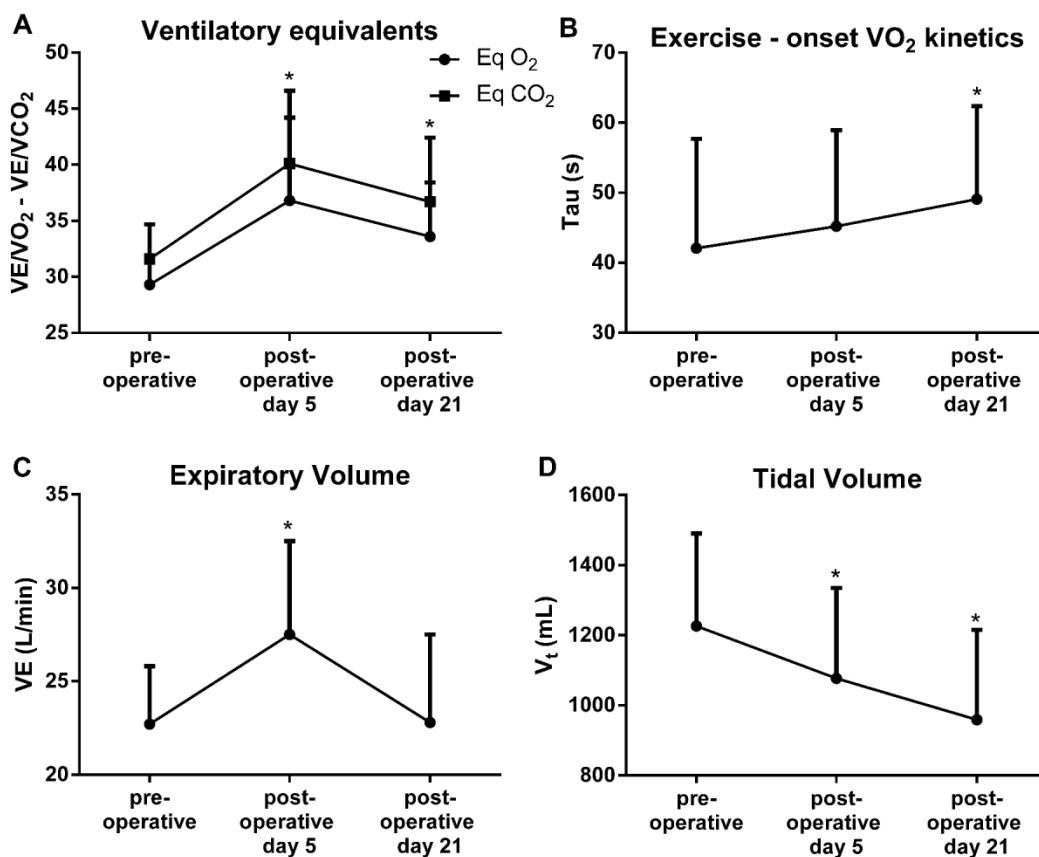 A
Ventilatory equivalents
Eq O₂
Eq CO₂
VE/VO₂ - VE/VCO₂
50
45
40
35
30
25
*
*
pre-
operative
post-
operative
day 5
post-
operative
day 21
B
Exercise - onset VO₂ kinetics
Tau (s)
70
60
50
40
30
*
pre-
operative
post-
operative
day 5
post-
operative
day 21
C
Expiratory Volume
VE (L/min)
35
30
25
20
*
pre-
operative
post-
operative
day 5
post-
operative
day 21
D
Tidal Volume
Vₜ (mL)
1600
1400
1200
1000
800
*
*
pre-
operative
post-
operative
day 5
post-
operative
day 21